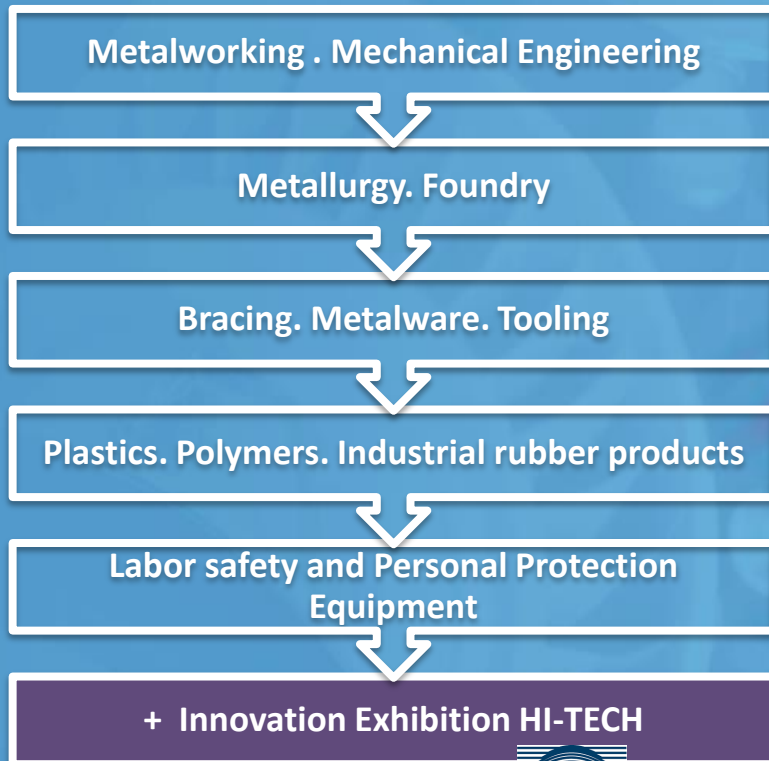 Metalworking . Mechanical Engineering
Metallurgy. Foundry
Bracing. Metalware. Tooling
Plastics. Polymers. Industrial rubber products
Labor safety and Personal Protection
Equipment
+ Innovation Exhibition HI-TECH